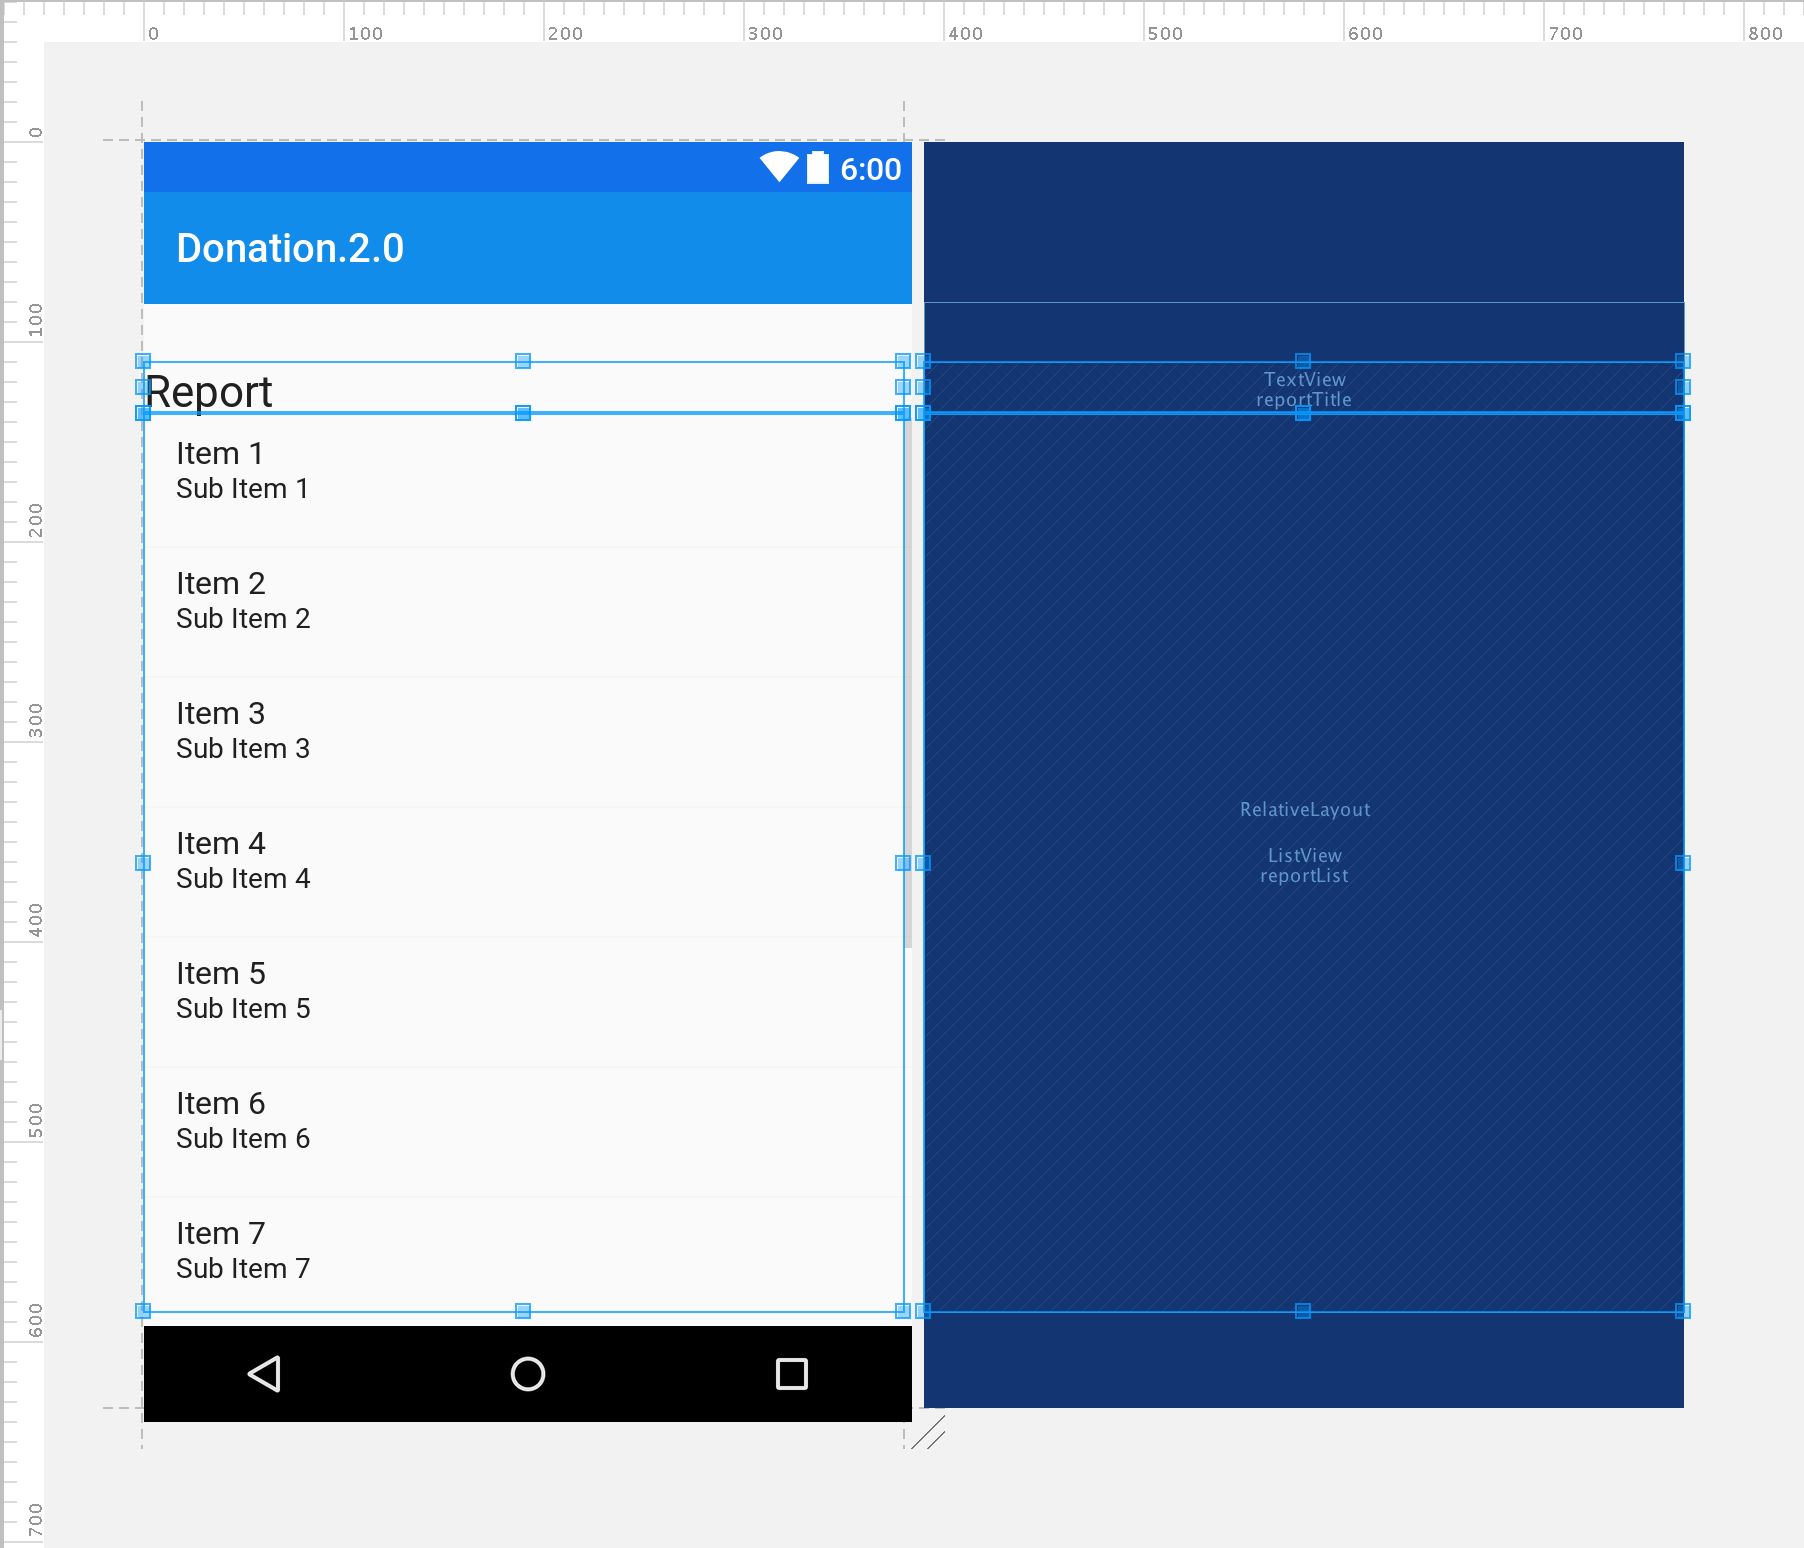 0 100 200 300 400 500 600 700 800
0
100
200
300
400
500
600
700
6:00
Donation.2.0
Report
Item 1
Sub Item 1
Item 2
Sub Item 2
Item 3
Sub Item 3
Item 4
Sub Item 4
Item 5
Sub Item 5
Item 6
Sub Item 6
Item 7
Sub Item 7
TextView
reportTitle
RelativeLayout
ListView
reportList